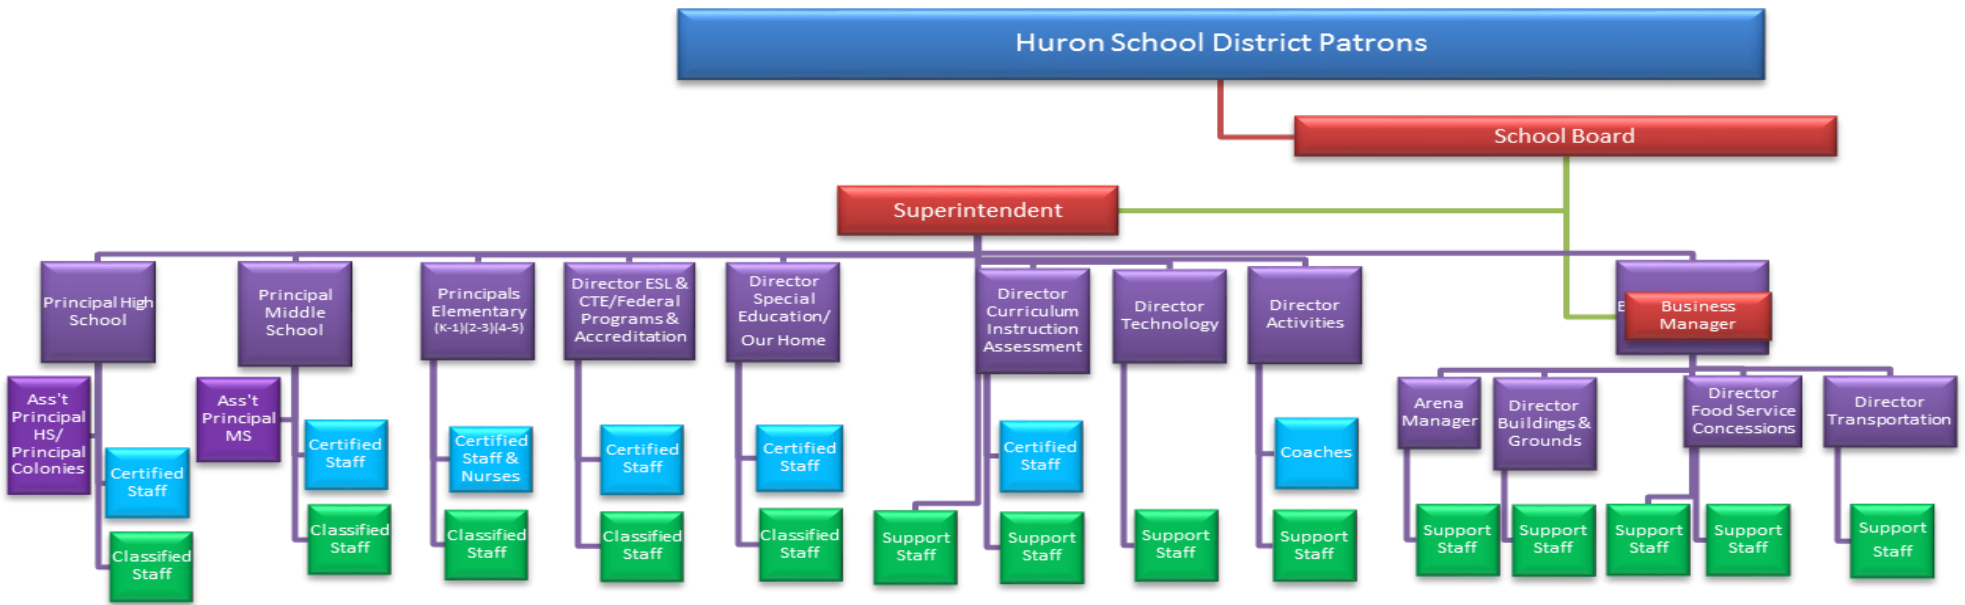 Huron School District Patrons
School Board
Superintendent
Principal High
School
Principal
Middle
School
Principals
Elementary
(K-1)(2-3)(4-5)
Director ESL &
CTE/Federal
Programs &
Accreditation
Director
Special
Education/
Our Home
Director
Curriculum
Instruction
Assessment
Director
Technology
Director
Activities
Business
Manager
Ass't
Principal
HS/
Principal
Colonies
Ass't
Principal
MS
Arena
Manager
Director
Buildings &
Grounds
Director
Food Service
Concessions
Director
Transportation
Certified
Staff
Certified
Staff
Certified
Staff &
Nurses
Certified
Staff
Certified
Staff
Certified
Staff
Coaches
Classified
Staff
Classified
Staff
Classified
Staff
Classified
Staff
Classified
Staff
Support
Staff
Support
Staff
Support
Staff
Support
Staff
Support
Staff
Support
Staff
Support
Staff
Support
Staff
Support
Staff